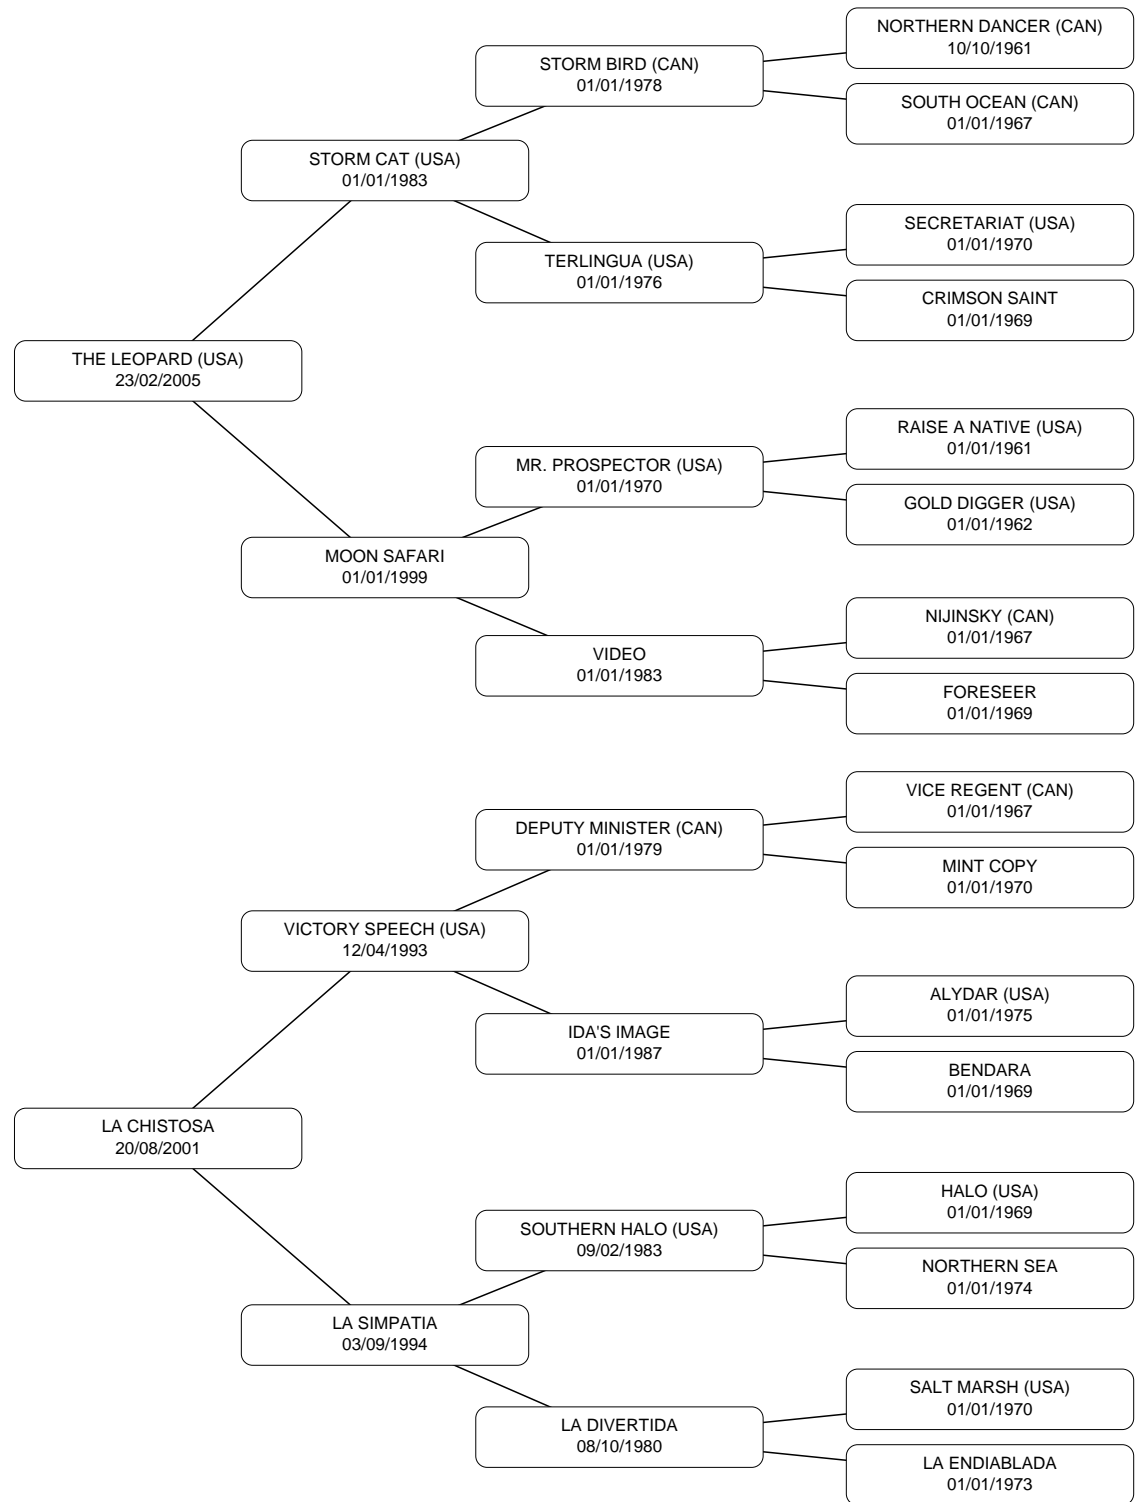 NORTHERN DANCER (CAN)
10/10/1961
STORM BIRD (CAN)
01/01/1978
SOUTH OCEAN (CAN)
01/01/1967
STORM CAT (USA)
01/01/1983
SECRETARIAT (USA)
01/01/1970
TERLINGUA (USA)
01/01/1976
CRIMSON SAINT
01/01/1969
THE LEOPARD (USA)
23/02/2005
RAISE A NATIVE (USA)
01/01/1961
MR. PROSPECTOR (USA)
01/01/1970
GOLD DIGGER (USA)
01/01/1962
MOON SAFARI
01/01/1999
NIJINSKY (CAN)
01/01/1967
VIDEO
01/01/1983
FORESEER
01/01/1969
VICE REGENT (CAN)
01/01/1967
DEPUTY MINISTER (CAN)
01/01/1979
MINT COPY
01/01/1970
VICTORY SPEECH (USA)
12/04/1993
ALYDAR (USA)
01/01/1975
IDA'S IMAGE
01/01/1987
BENDARA
01/01/1969
LA CHISTOSA
20/08/2001
HALO (USA)
01/01/1969
SOUTHERN HALO (USA)
09/02/1983
NORTHERN SEA
01/01/1974
LA SIMPATIA
03/09/1994
SALT MARSH (USA)
01/01/1970
LA DIVERTIDA
08/10/1980
LA ENDIABLADA
01/01/1973